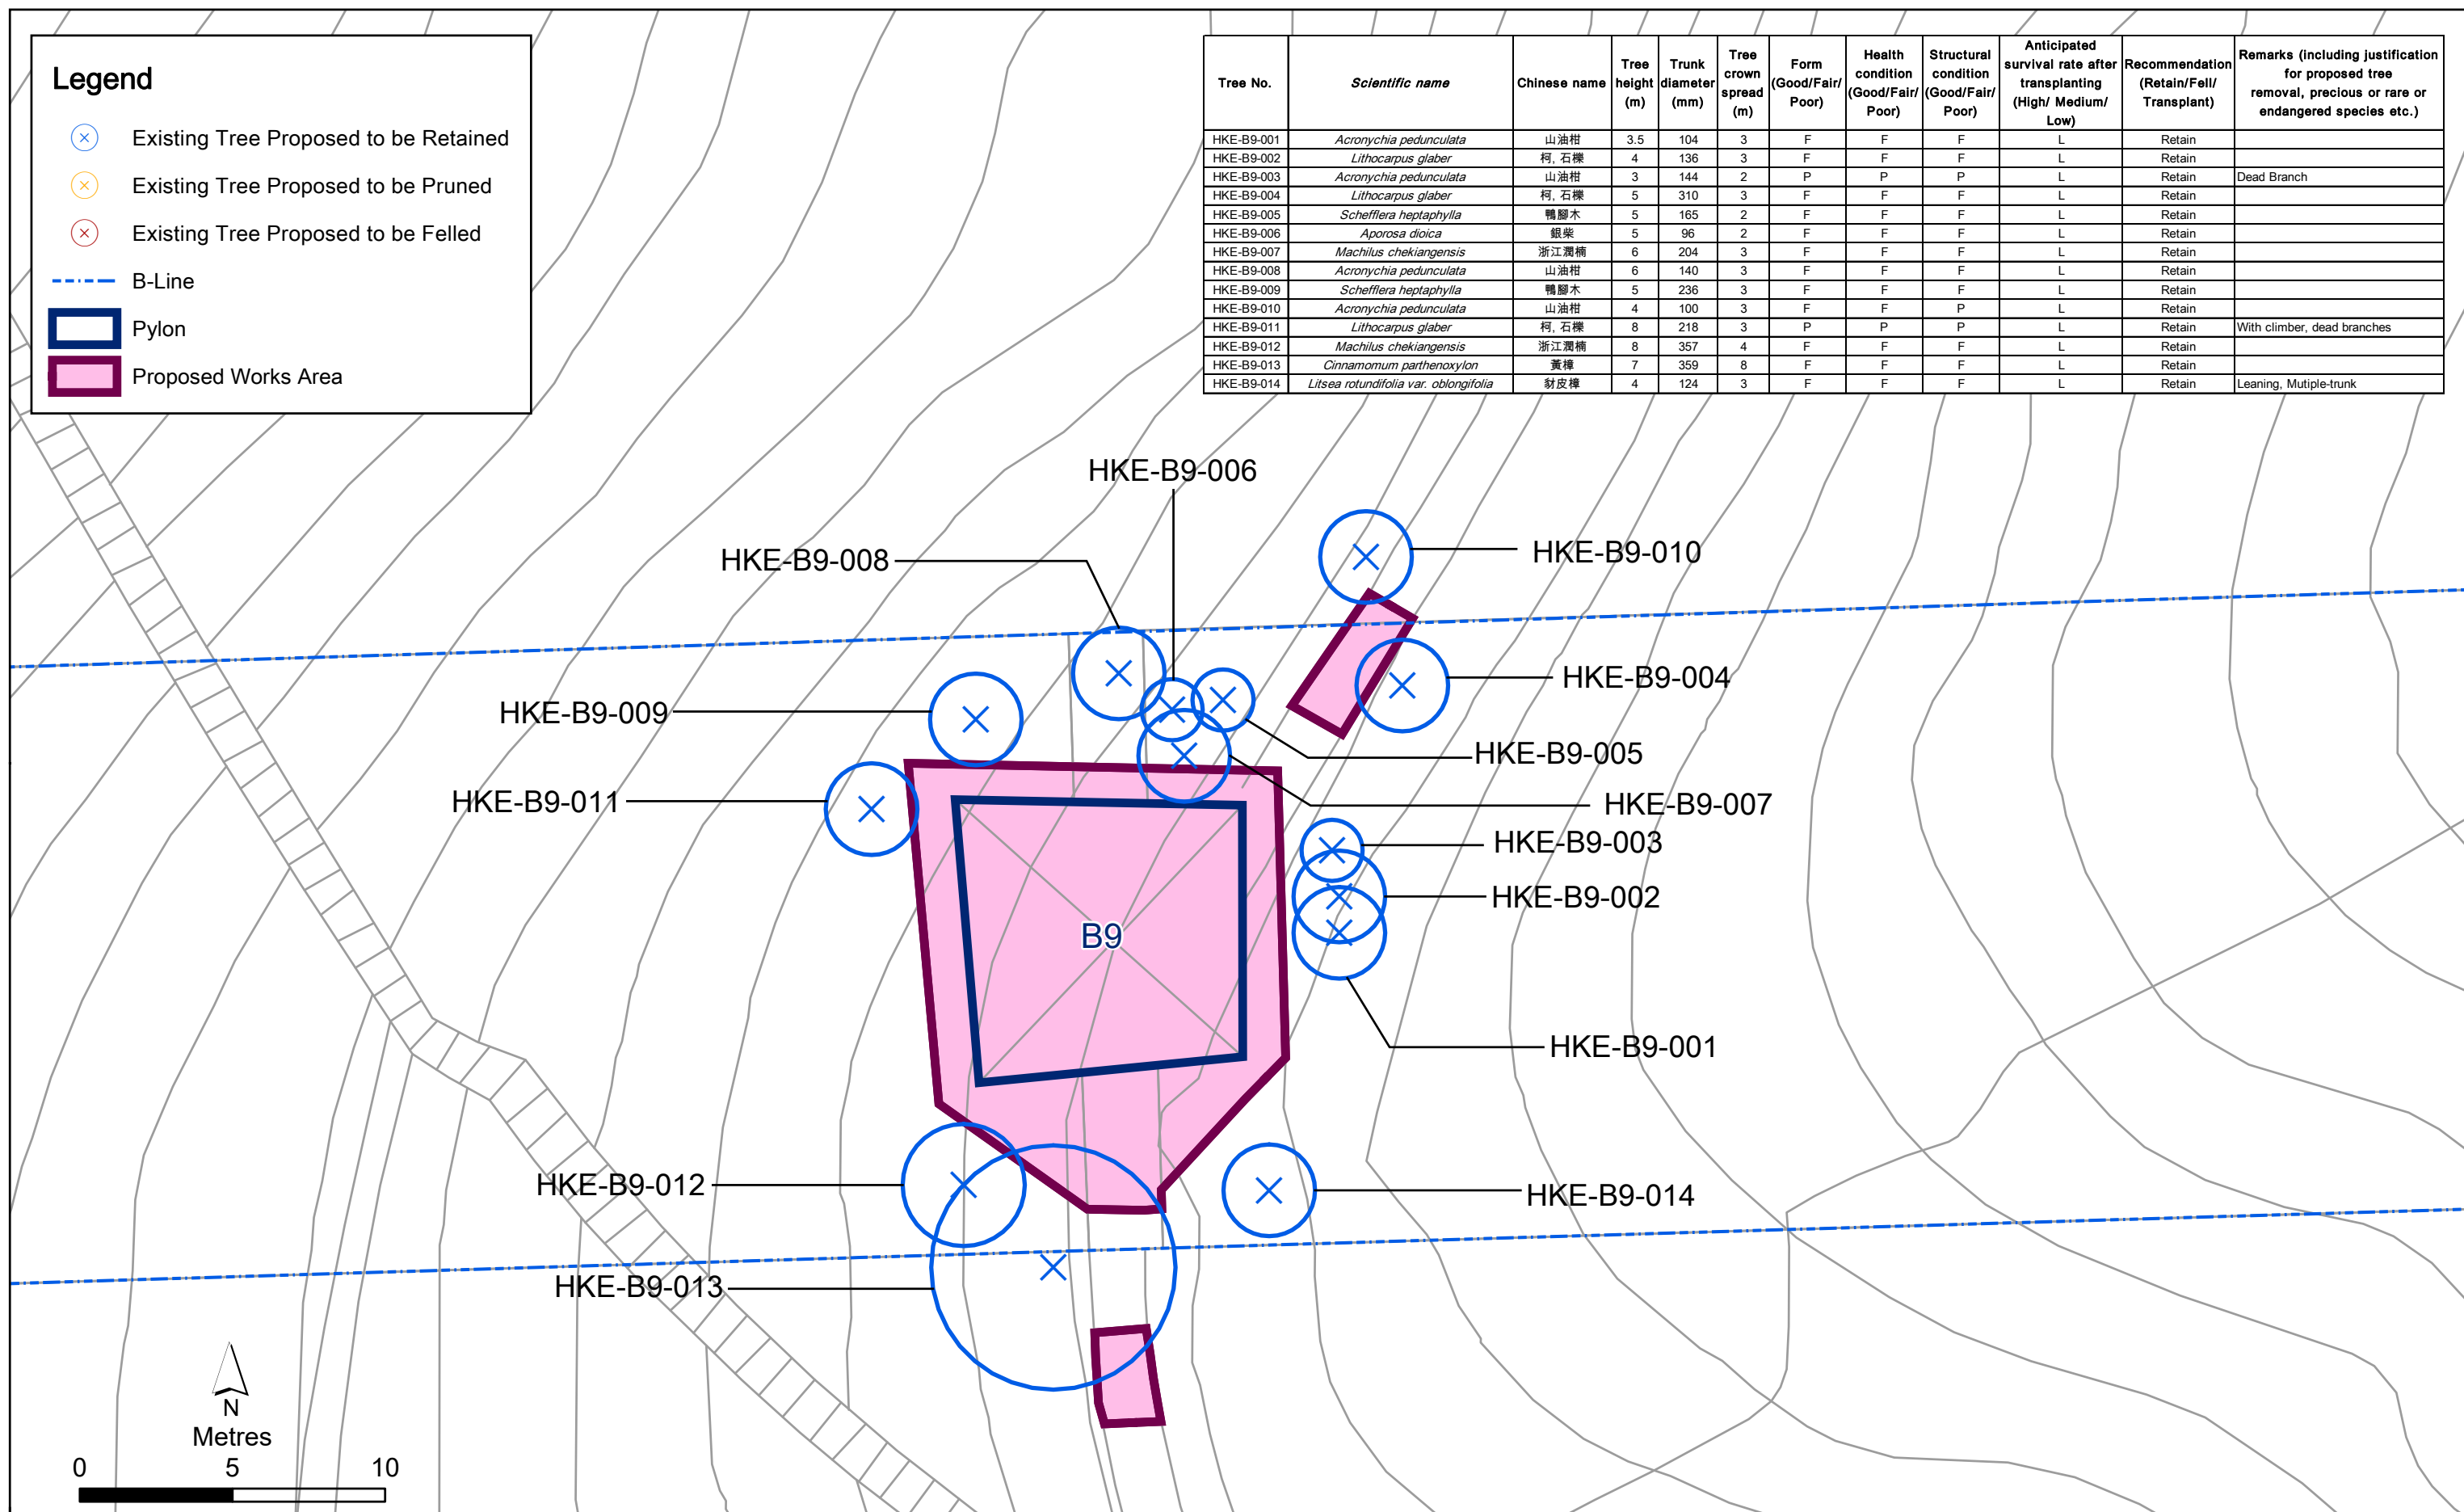 Legend
Existing Tree Proposed to be Retained
Existing Tree Proposed to be Pruned
Existing Tree Proposed to be Felled
B-Line
Pylon
Proposed Works Area
Tree No. Scientific name Chinese name Tree height (m) Trunk diameter (mm) Tree crown spread (m) Form (Good/Fair/ Poor) Health condition (Good/Fair/ Poor) Structural condition (Good/Fair/ Poor) Anticipated survival rate after transplanting (High/ Medium/ Low) Recommendation (Retain/Fell/ Transplant) Remarks (including justification for proposed tree removal, precious or rare or endangered species etc.)
HKE-B9-001 Acronychia pedunculata 山油柑 3.5 104 3 F F F L Retain
HKE-B9-002 Lithocarpus glaber 柯, 石櫟 4 136 3 F F F L Retain
HKE-B9-003 Acronychia pedunculata 山油柑 3 144 2 P P P L Retain Dead Branch
HKE-B9-004 Lithocarpus glaber 柯, 石櫟 5 310 3 F F F L Retain
HKE-B9-005 Schefflera heptaphylla 鴨腳木 5 165 2 F F F L Retain
HKE-B9-006 Aporosa dioica 銀柴 5 96 2 F F F L Retain
HKE-B9-007 Machilus chekiangensis 浙江潤楠 6 204 3 F F F L Retain
HKE-B9-008 Acronychia pedunculata 山油柑 6 140 3 F F F L Retain
HKE-B9-009 Schefflera heptaphylla 鴨腳木 5 236 3 F F F L Retain
HKE-B9-010 Acronychia pedunculata 山油柑 4 100 3 F F P L Retain
HKE-B9-011 Lithocarpus glaber 柯, 石櫟 8 218 3 P P P L Retain With climber, dead branches
HKE-B9-012 Machilus chekiangensis 浙江潤楠 8 357 4 F F F L Retain
HKE-B9-013 Cinnamomum parthenoxylon 黃樟 7 359 8 F F F L Retain
HKE-B9-014 Litsea rotundifolia var. oblongifolia 豺皮樟 4 124 3 F F F L Retain Leaning, Mutiple-trunk
HKE-B9-006
HKE-B9-010
HKE-B9-008
HKE-B9-004
HKE-B9-009
HKE-B9-005
HKE-B9-011
HKE-B9-007
HKE-B9-003
HKE-B9-002
B9
HKE-B9-001
HKE-B9-012
HKE-B9-014
HKE-B9-013
N
Metres
0 5 10